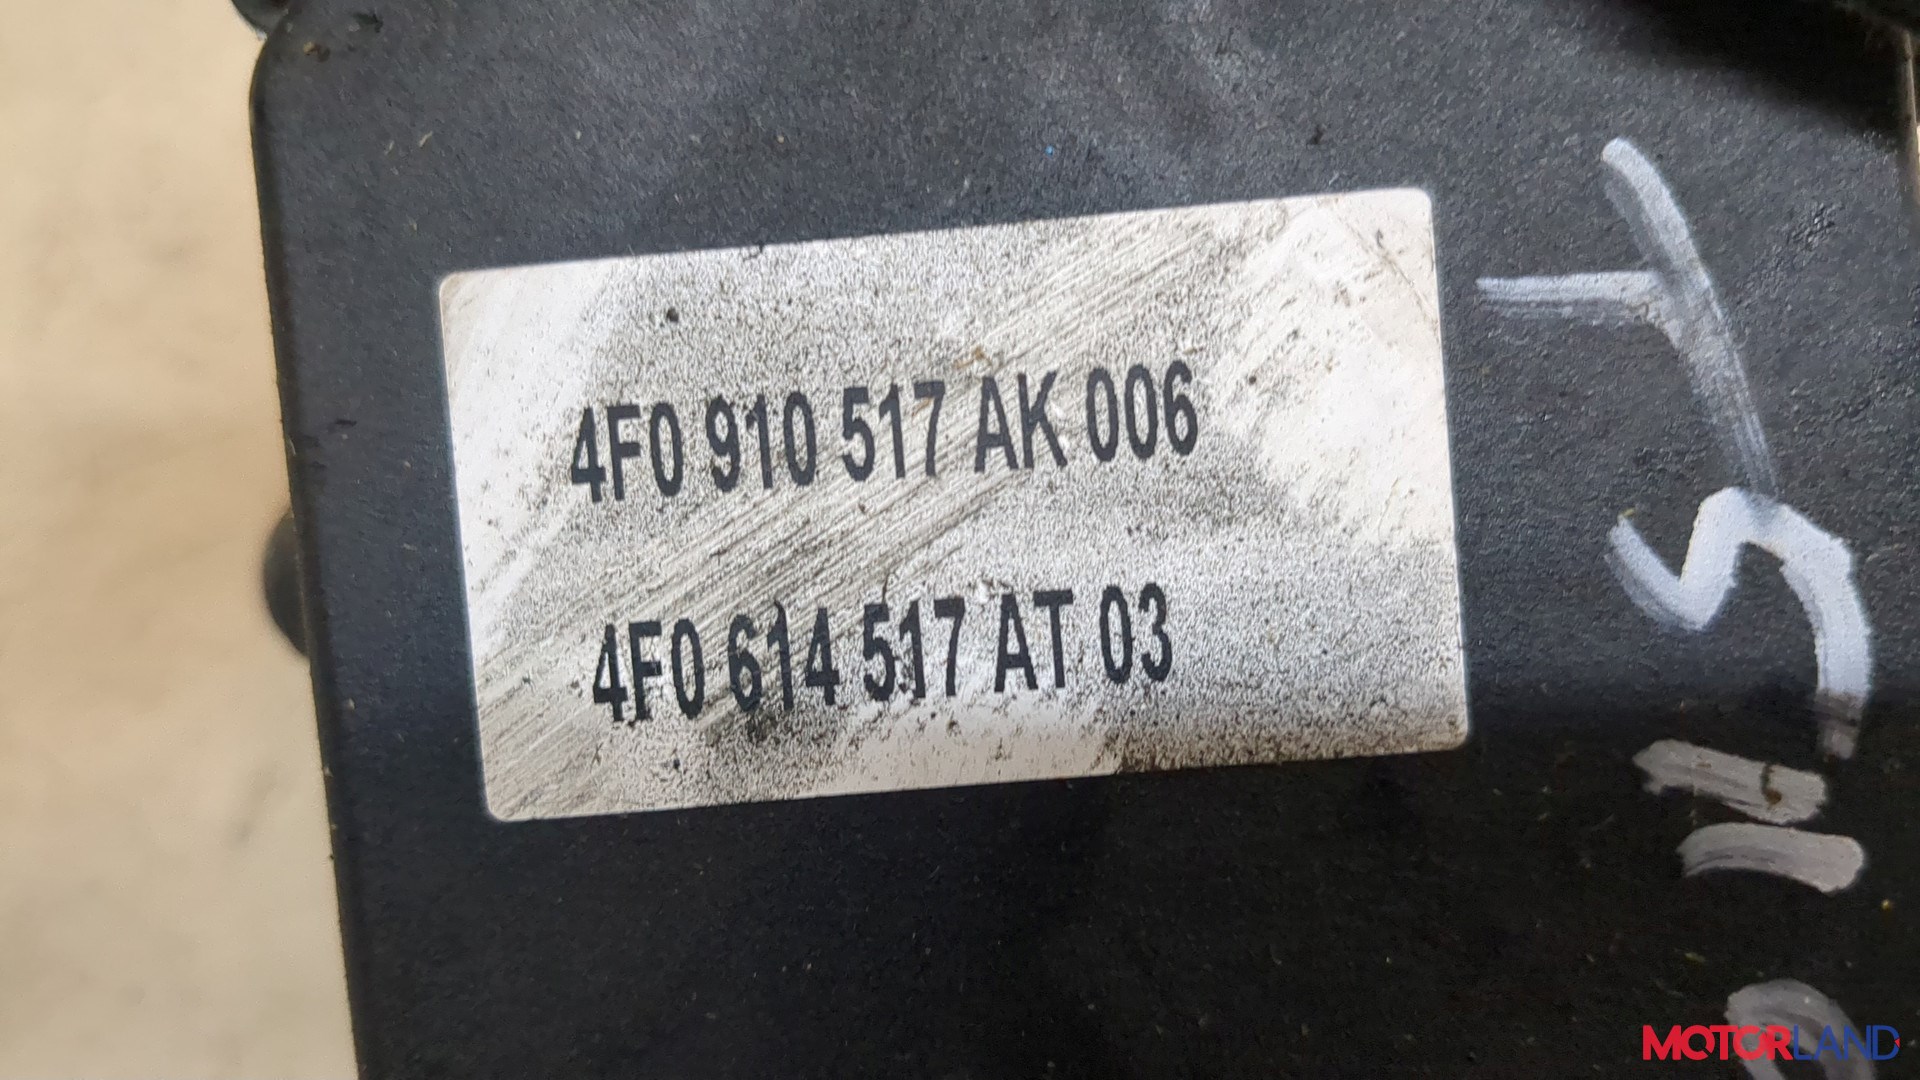 4F0 910 517 AK 006
4F0 614 517 AT 03
MOTORLAND